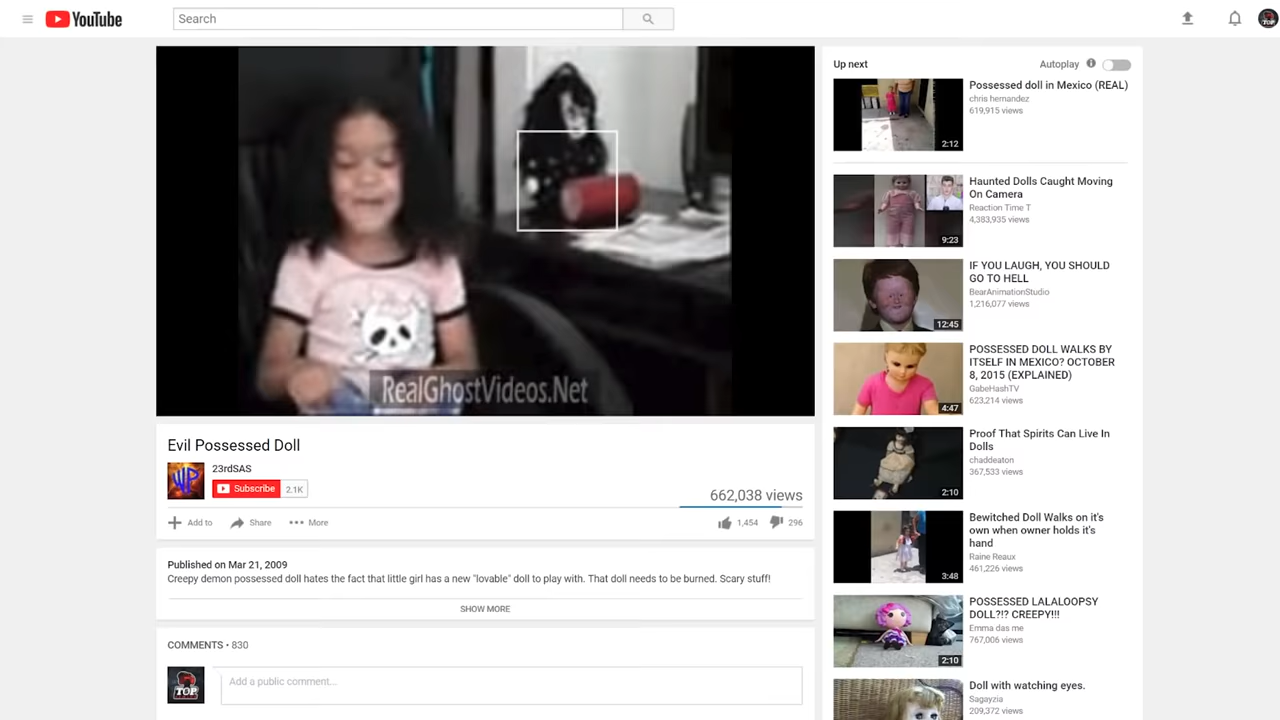 YouTube
Search
TOP
RealGhostVideos.Net
Evil Possessed Doll
23rdSAS
Subscribe 2.1K
662,038 views
Add to Share More 1,454 296
Published on Mar 21, 2009
Creepy demon possessed doll hates the fact that little girl has a new "lovable" doll to play with. That doll needs to be burned. Scary stuff!
SHOW MORE
COMMENTS • 830
TOP
Add a public comment...
Up next Autoplay
Possessed doll in Mexico (REAL)
chris hernandez
619,915 views
2:12
Haunted Dolls Caught Moving
On Camera
Reaction Time T
4,383,935 views
9:23
IF YOU LAUGH, YOU SHOULD
GO TO HELL
BearAnimationStudio
1,216,077 views
12:45
POSSESSED DOLL WALKS BY
ITSELF IN MEXICO? OCTOBER
8, 2015 (EXPLAINED)
GabeHashTV
623,214 views
4:47
Proof That Spirits Can Live In
Dolls
chaddeaton
367,533 views
2:10
Bewitched Doll Walks on it's
own when owner holds it's
hand
Raine Reaux
461,226 views
3:48
POSSESSED LALALOOPSY
DOLL?!? CREEPY!!!
Emma das me
767,006 views
2:10
Doll with watching eyes.
Sagayzia
209,372 views